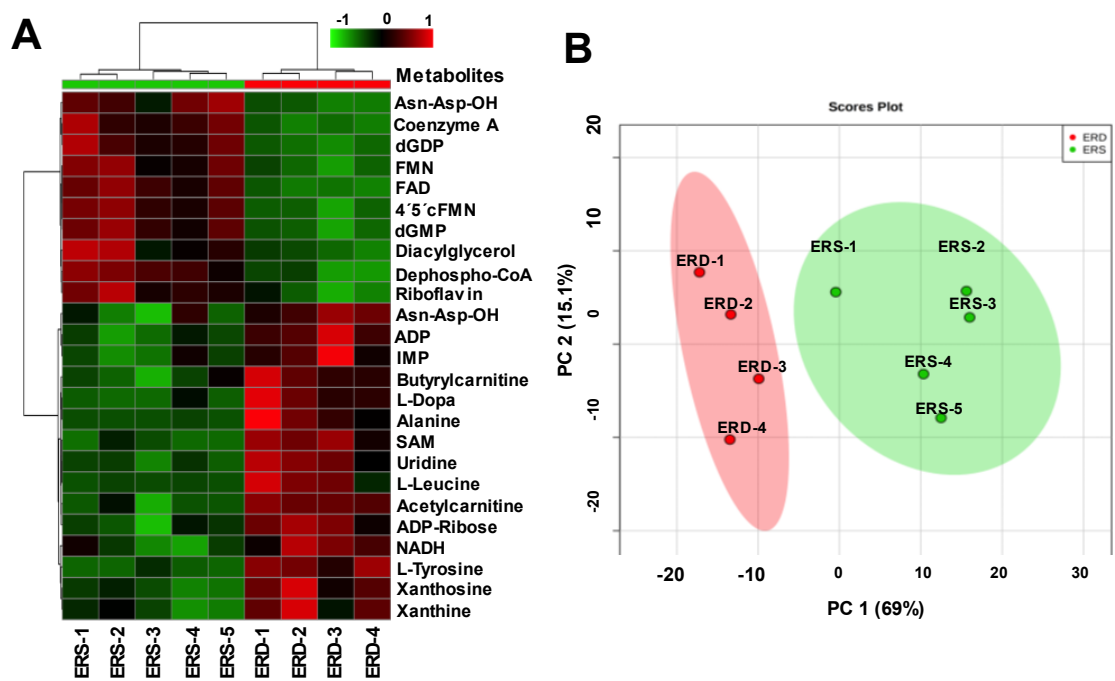 A
-1 0 1
Metabolites
Asn-Asp-OH
Coenzyme A
dGDP
FMN
FAD
4´5´cFMN
dGMP
Diacylglycerol
Dephospho-CoA
Riboflavin
Asn-Asp-OH
ADP
IMP
Butyrylcarnitine
L-Dopa
Alanine
SAM
Uridine
L-Leucine
Acetylcarnitine
ADP-Ribose
NADH
L-Tyrosine
Xanthosine
Xanthine
ERS-1
ERS-2
ERS-3
ERS-4
ERS-5
ERD-1
ERD-2
ERD-3
ERD-4
B
Scores Plot
ERD
ERS
PC 2 (15.1%)
20
10
0
-10
-20
ERD-1
ERD-2
ERD-3
ERD-4
ERS-1
ERS-2
ERS-3
ERS-4
ERS-5
-20 -10 0 10 20 30
PC 1 (69%)